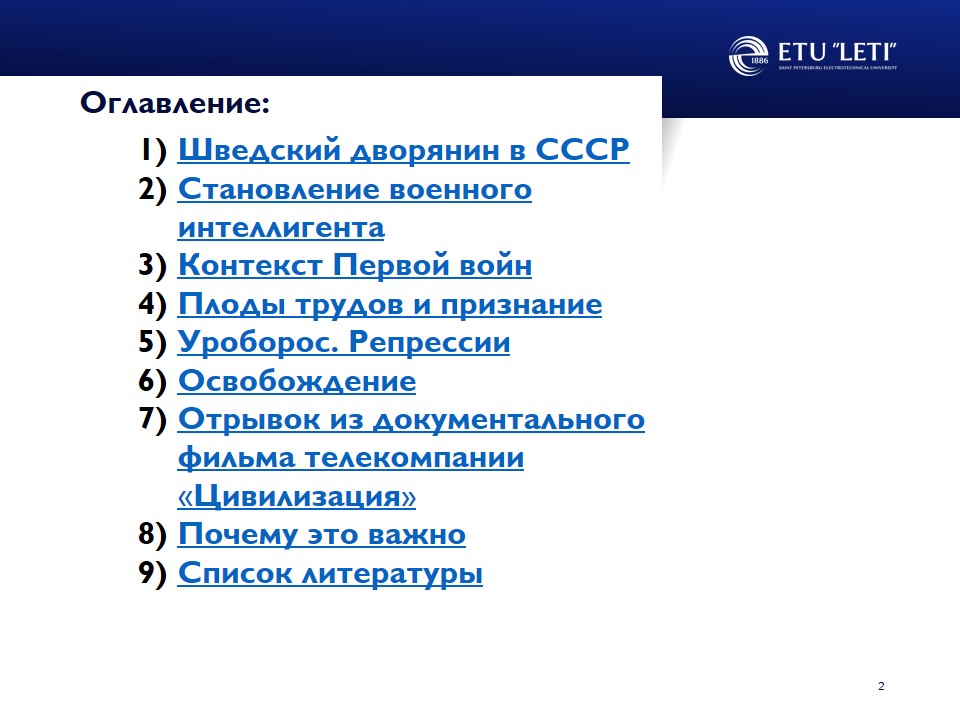 ETU "LETI"
1886
SAINT PETERSBURG ELECTROTECHNICAL UNIVERSITY
Оглавление:
1) Шведский дворянин в СССР
2) Становление военного
интеллигента
3) Контекст Первой войн
4) Плоды трудов и признание
5) Уроборос. Репрессии
6) Освобождение
7) Отрывок из документального
фильма телекомпании
«Цивилизация»
8) Почему это важно
9) Список литературы
2